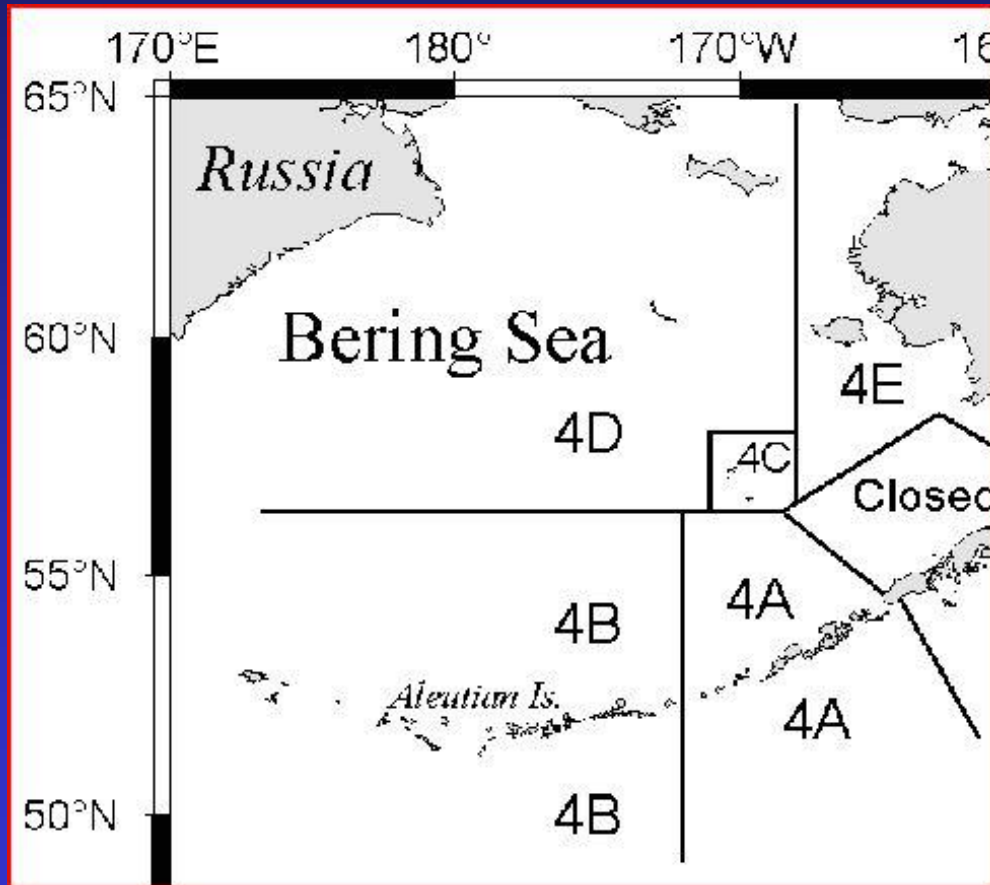 170°E 180° 170°W 16
65°N
Russia
Bering Sea
60°N
4E
4D
4C
Closed
55°N
4A
4B
Aleutian Is.
4A
50°N
4B